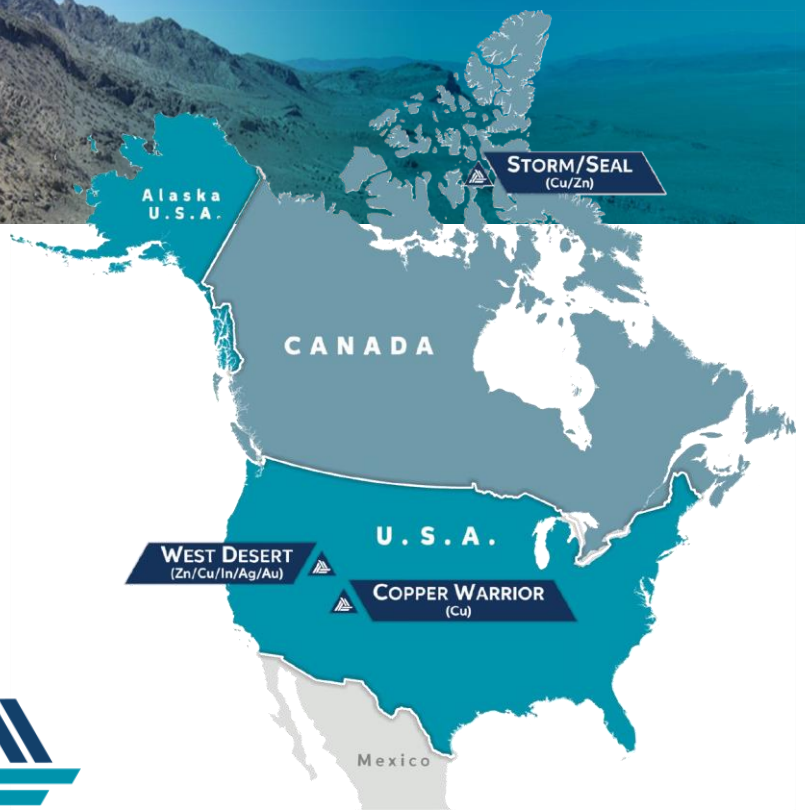 STORM/SEAL
(Cu/Zn)
Alaska
U.S.A.
CANADA
U.S.A.
WEST DESERT
(Zn/Cu/In/Ag/Au)
COPPER WARRIOR
(Cu)
Mexico